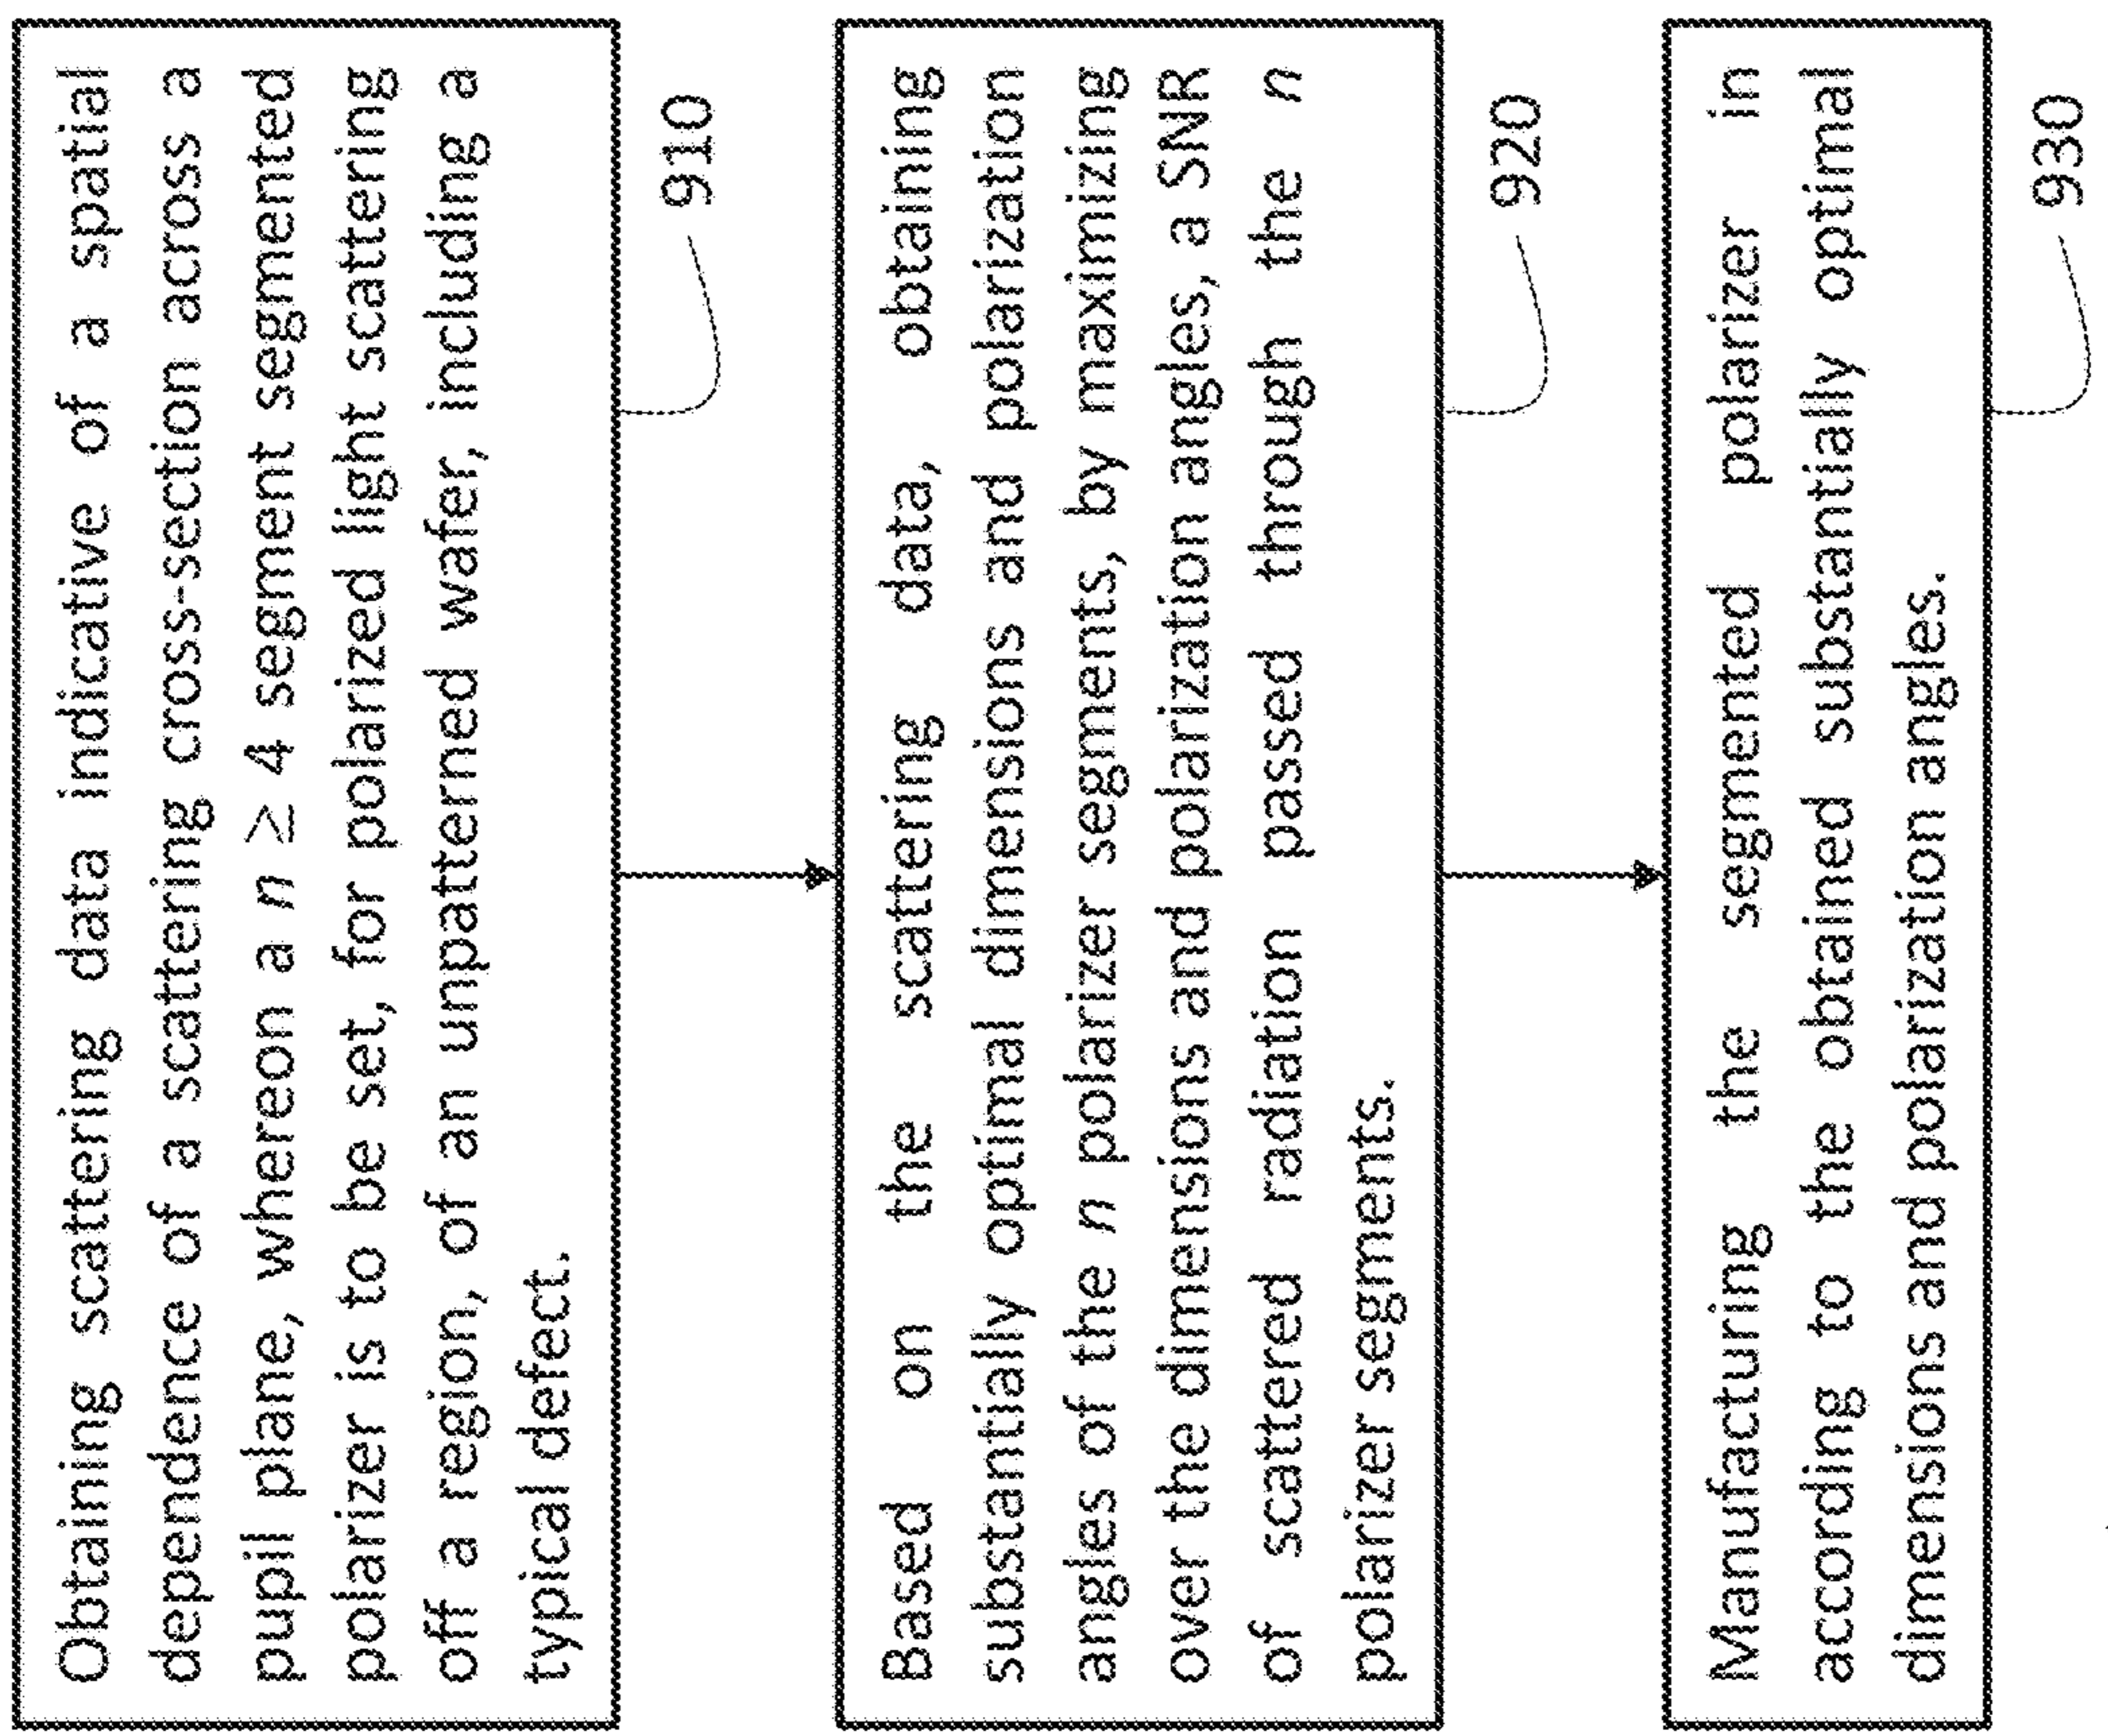 Obtaining scattering data indicative of a spatial
dependence of a scattering cross-section across a
pupil plane, whereon a n ≥ 4 segment segmented
polarizer is to be set, for polarized light scattering
off a region, of an unpatterned wafer, including a
typical defect.
910
Based on the scattering data, obtaining
substantially optimal dimensions and polarization
angles of the n polarizer segments, by maximizing
over the dimensions and polarization angles, a SNR
of scattered radiation passed through the n
polarizer segments.
920
Manufacturing the segmented polarizer in
according to the obtained substantially optimal
dimensions and polarization angles.
930